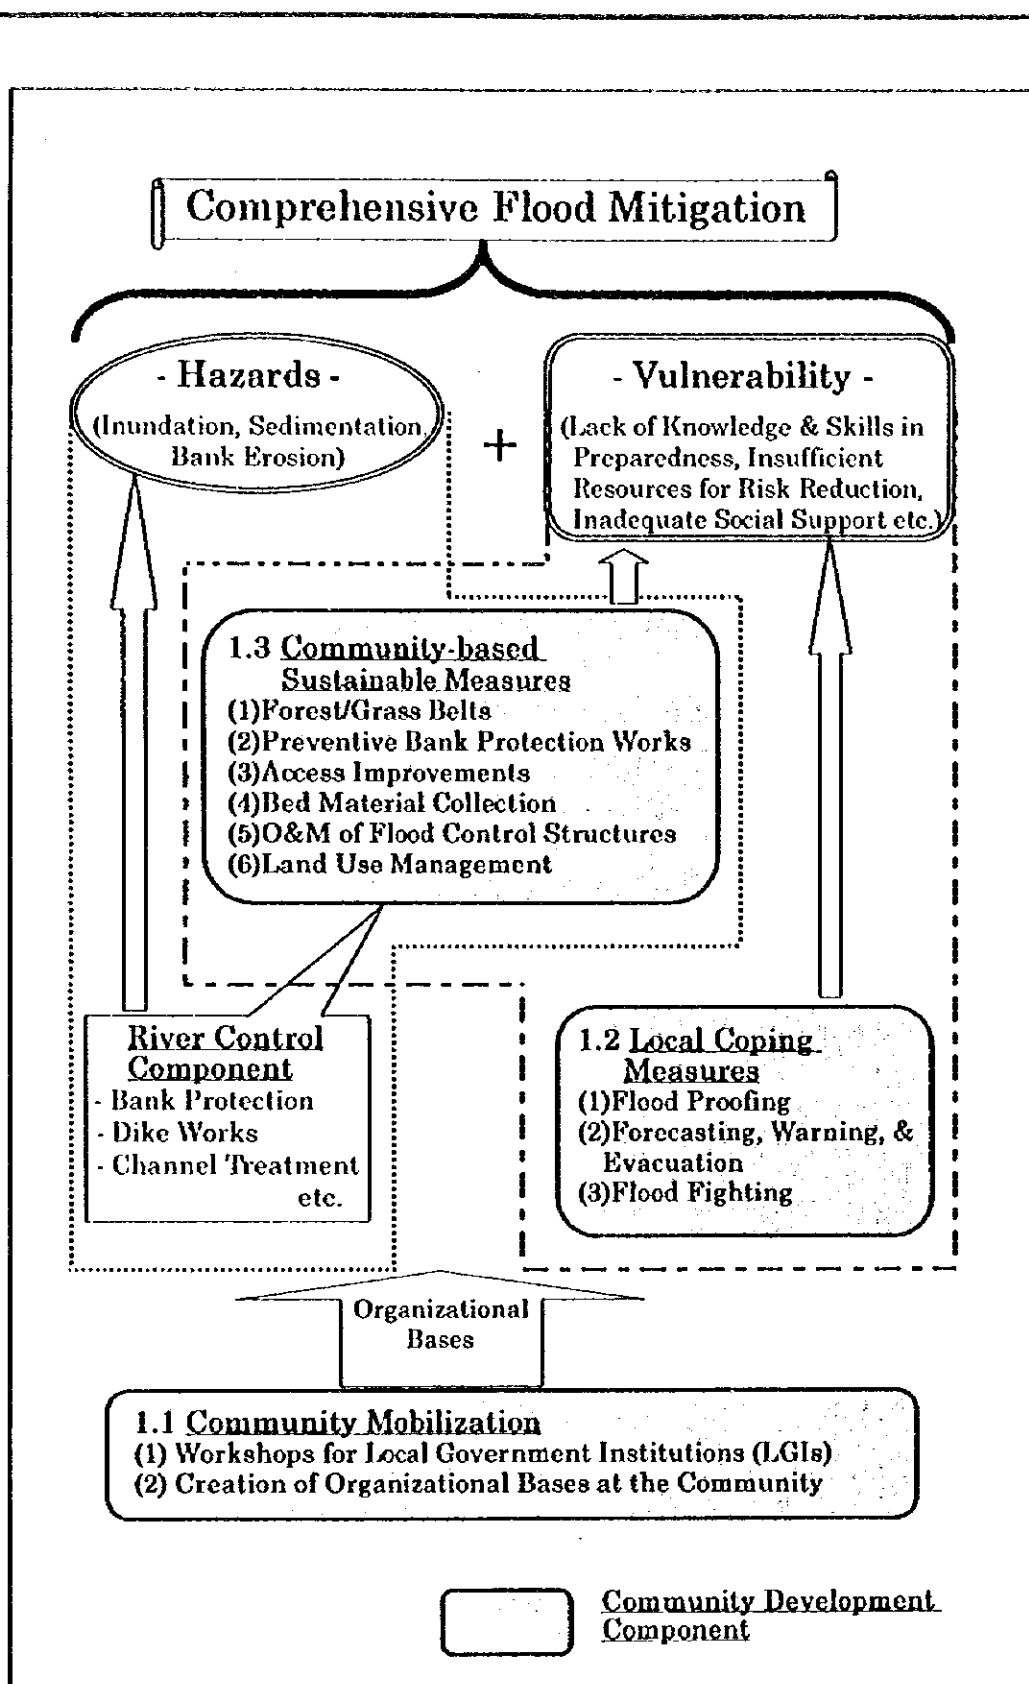 Comprehensive Flood Mitigation
- Hazards -
(Inundation, Sedimentation,
Bank Erosion)
+
- Vulnerability -
(Lack of Knowledge & Skills in
Preparedness, Insufficient
Resources for Risk Reduction,
Inadequate Social Support etc.)
1.3 Community-based
Sustainable Measures
(1)Forest/Grass Belts
(2)Preventive Bank Protection Works
(3)Access Improvements
(4)Bed Material Collection
(5)O&M of Flood Control Structures
(6)Land Use Management
River Control
Component
- Bank Protection
- Dike Works
- Channel Treatment
etc.
1.2 Local Coping
Measures
(1)Flood Proofing
(2)Forecasting, Warning, &
Evacuation
(3)Flood Fighting
Organizational
Bases
1.1 Community Mobilization
(1) Workshops for Local Government Institutions (LGIs)
(2) Creation of Organizational Bases at the Community
Community Development
Component